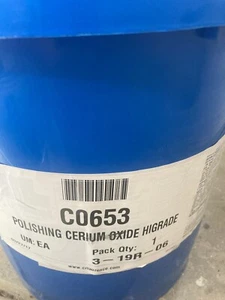 C0653
POLISHING CERIUM OXIDE HIGRADE
UM: EA
Pack Qty: 1
3-19R-06